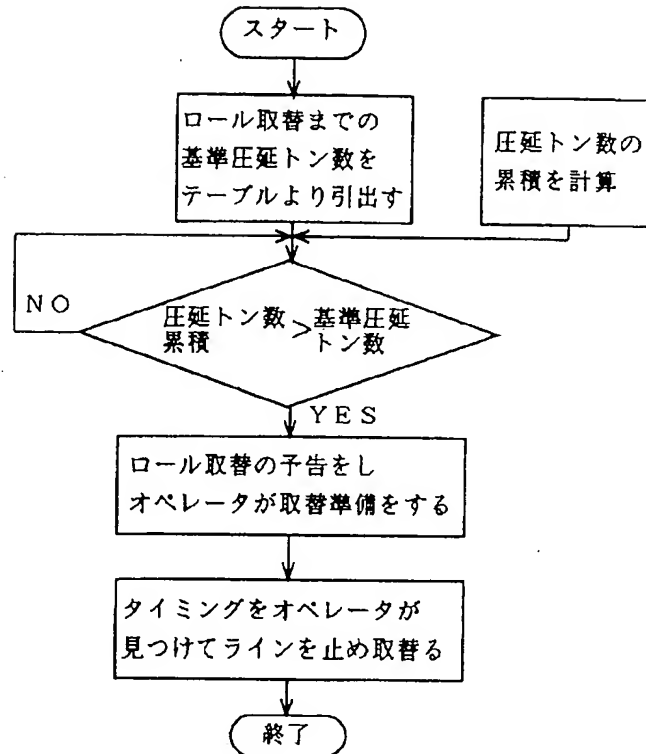 スタート
ロール取替までの
基準圧延トン数を
テーブルより引出す
圧延トン数の
累積を計算
NO
圧延トン数 > 基準圧延
累積 トン数
YES
ロール取替の予告をし
オペレータが取替準備をする
タイミングをオペレータが
見つけてラインを止め取替る
終了